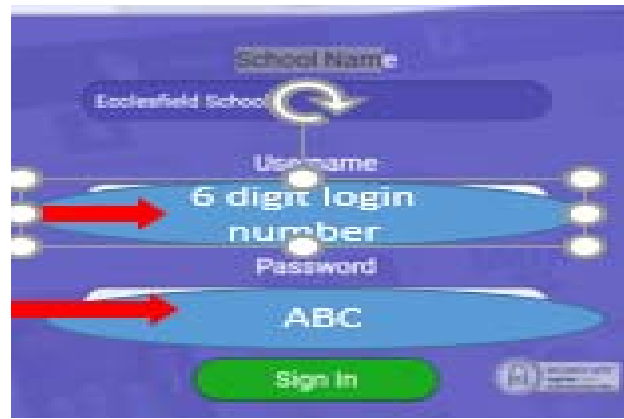 School Name
Ecclesfield School
Username
6 digit login
number
Password
ABC
Sign In